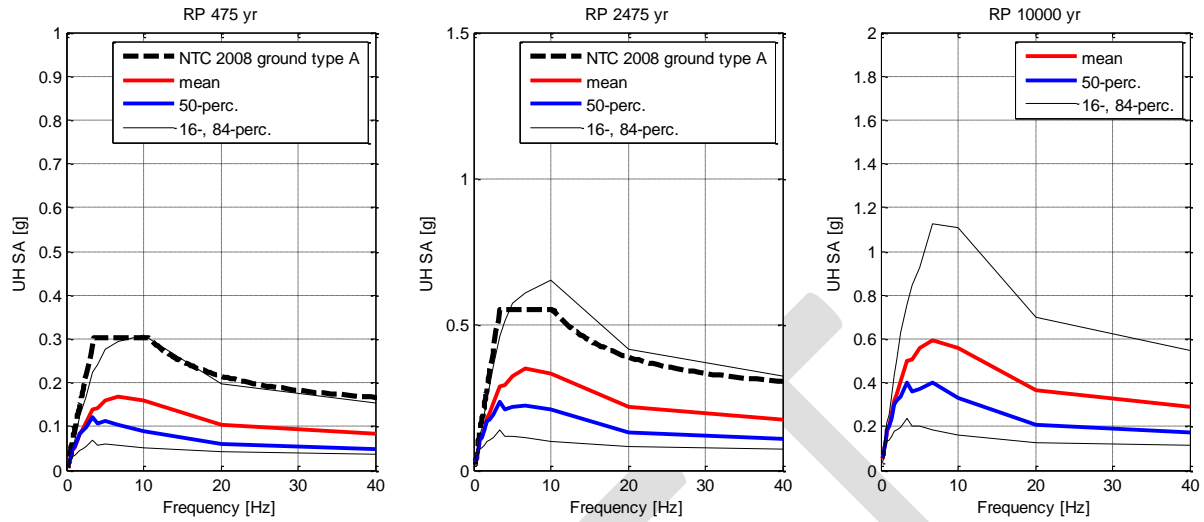 RP 475 yr
UH SA [g]
1
0.9
0.8
0.7
0.6
0.5
0.4
0.3
0.2
0.1
0
NTC 2008 ground type A
mean
50-perc.
16-, 84-perc.
0 10 20 30 40
Frequency [Hz]
RP 2475 yr
UH SA [g]
1.5
1
0.5
0
NTC 2008 ground type A
mean
50-perc.
16-, 84-perc.
0 10 20 30 40
Frequency [Hz]
RP 10000 yr
UH SA [g]
2
1.8
1.6
1.4
1.2
1
0.8
0.6
0.4
0.2
0
mean
50-perc.
16-, 84-perc.
0 10 20 30 40
Frequency [Hz]